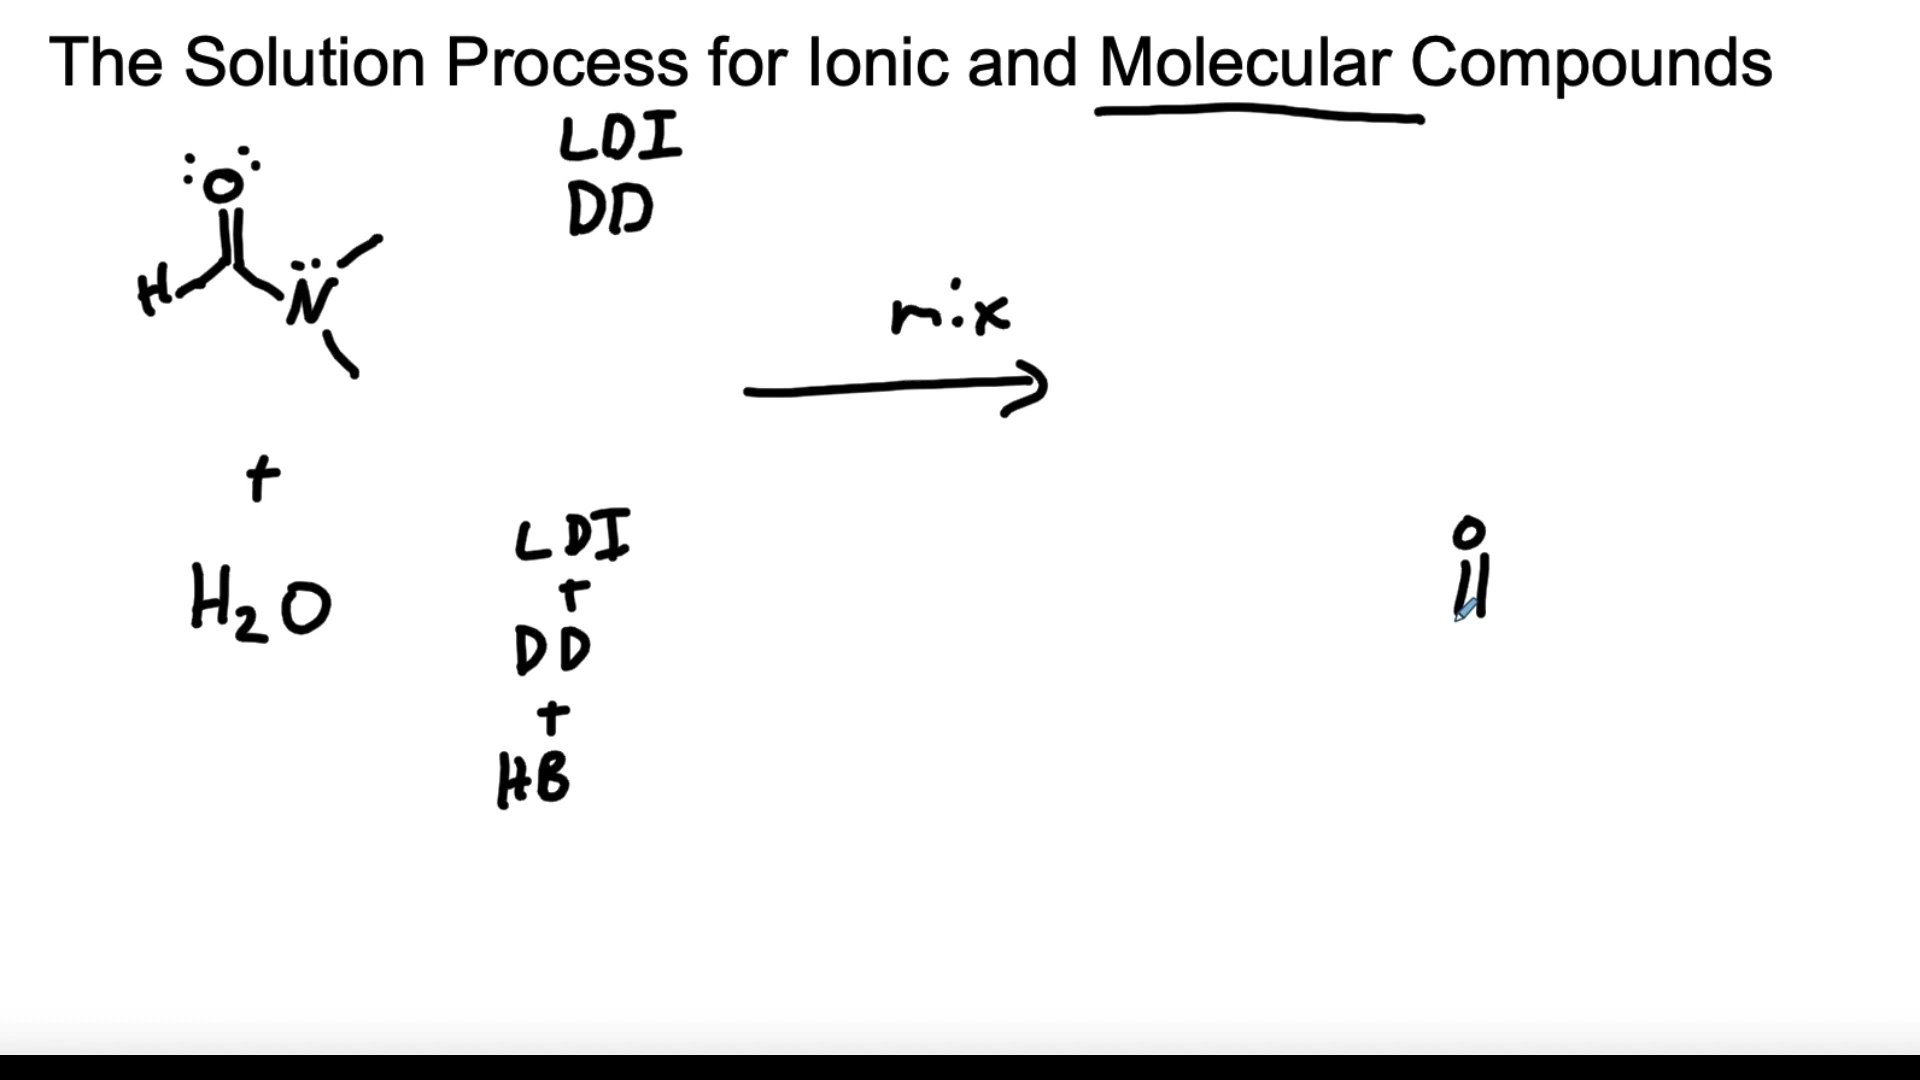 The Solution Process for Ionic and Molecular Compounds
LDI
DD
:O:
H
N
mix
+
H₂O
LDI
+
DD
+
HB
O